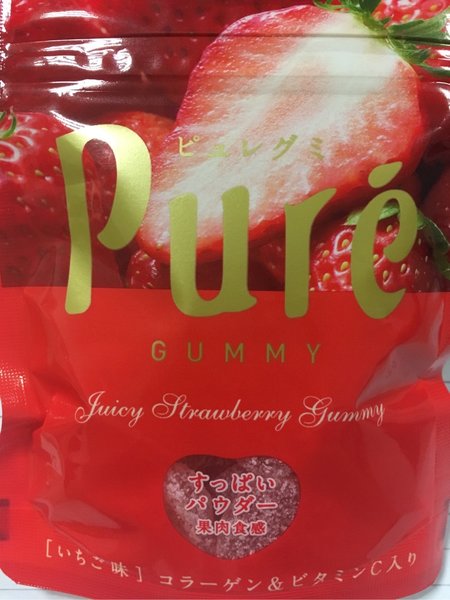 ピュレグミ
Puré
GUMMY
Juicy Strawberry Gummy
すっぱい
パウダー
果肉食感
[いちご味] コラーゲン&ビタミンC入り